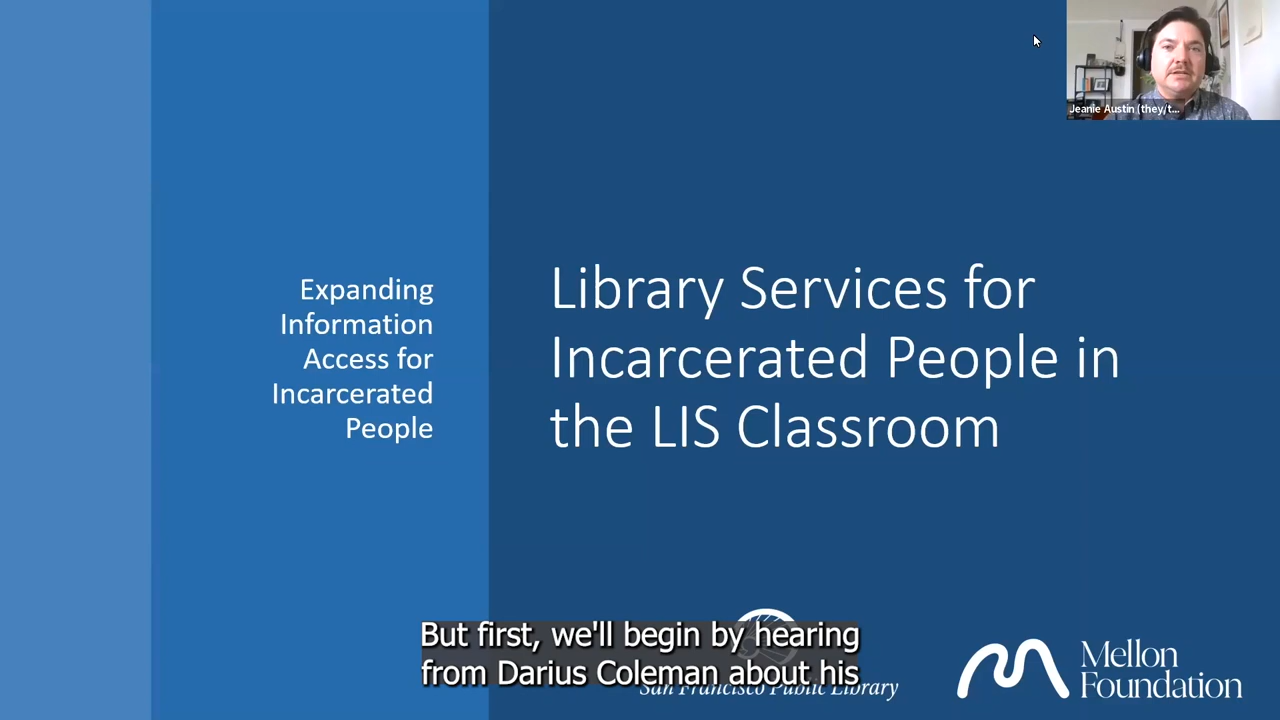 Jeanie Austin (they/t...
Expanding
Information
Access for
Incarcerated
People
Library Services for
Incarcerated People in
the LIS Classroom
But first, we'll begin by hearing
from Darius Coleman about his
San Francisco Public Library
Mellon
Foundation